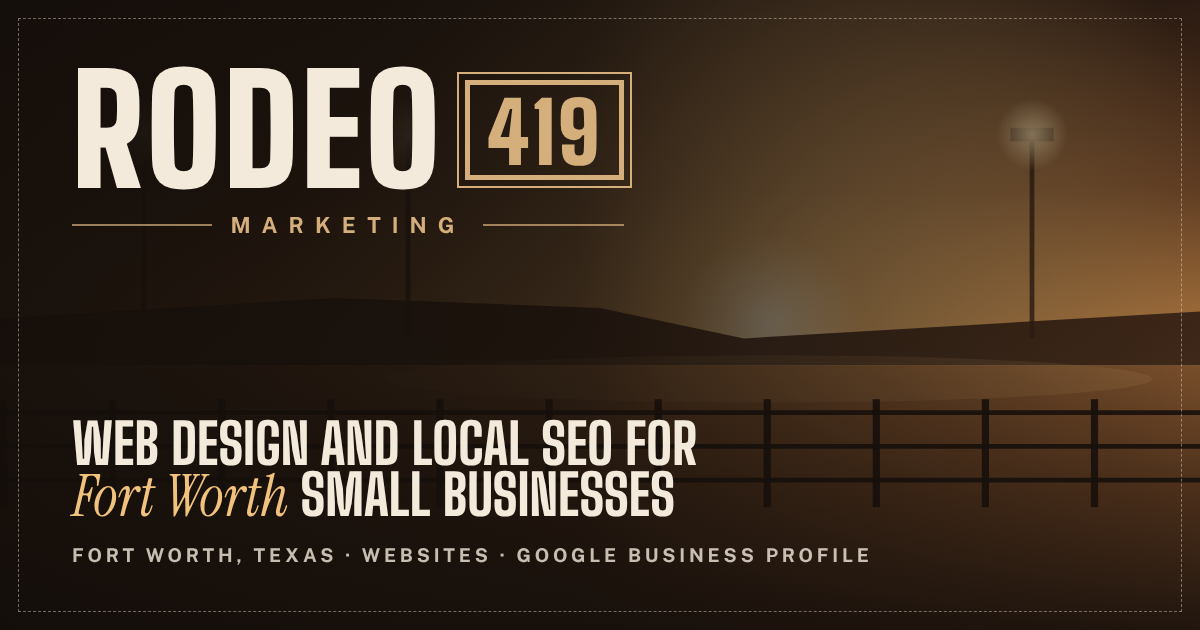 RODEO 419
MARKETING
WEB DESIGN AND LOCAL SEO FOR
Fort Worth SMALL BUSINESSES
FORT WORTH, TEXAS · WEBSITES · GOOGLE BUSINESS PROFILE